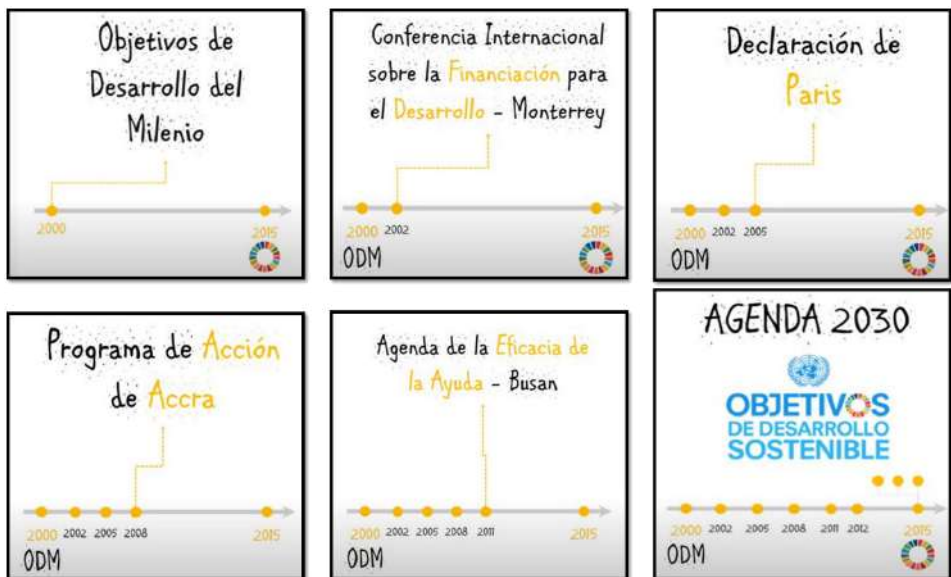 Objetivos de
Desarrollo del
Milenio
2000
2015
Conferencia Internacional
sobre la Financiación para
el Desarrollo - Monterrey
2000 2002
2015
ODM
Declaración de
Paris
2000 2002 2005
2015
ODM
Programa de Acción
de Accra
2000 2002 2005 2008
2015
ODM
Agenda de la Eficacia de
la Ayuda - Busan
2000 2002 2005 2008 2011
2015
ODM
AGENDA 2030
OBJETIVOS
DE DESARROLLO
SOSTENIBLE
2000 2002 2005 2008 2011 2012
2015
ODM